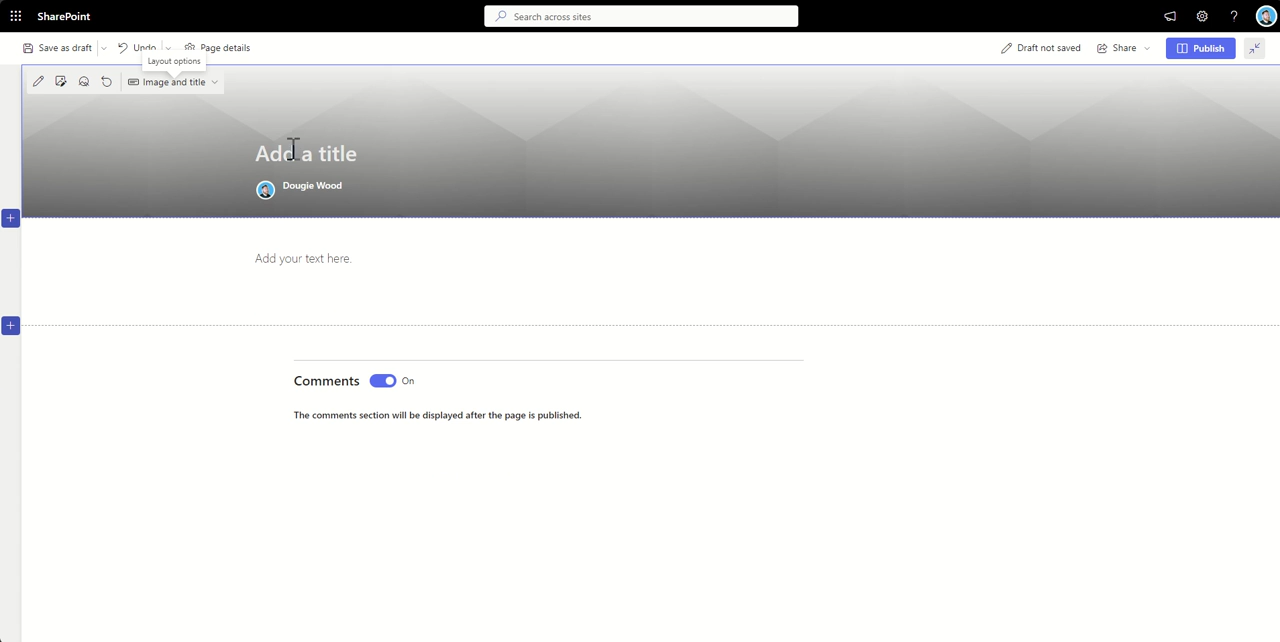 SharePoint
Search across sites
?
Save as draft
Undo
Page details
Draft not saved
Share
Publish
Layout options
Image and title
Add a title
Dougie Wood
Add your text here.
Comments
On
The comments section will be displayed after the page is published.